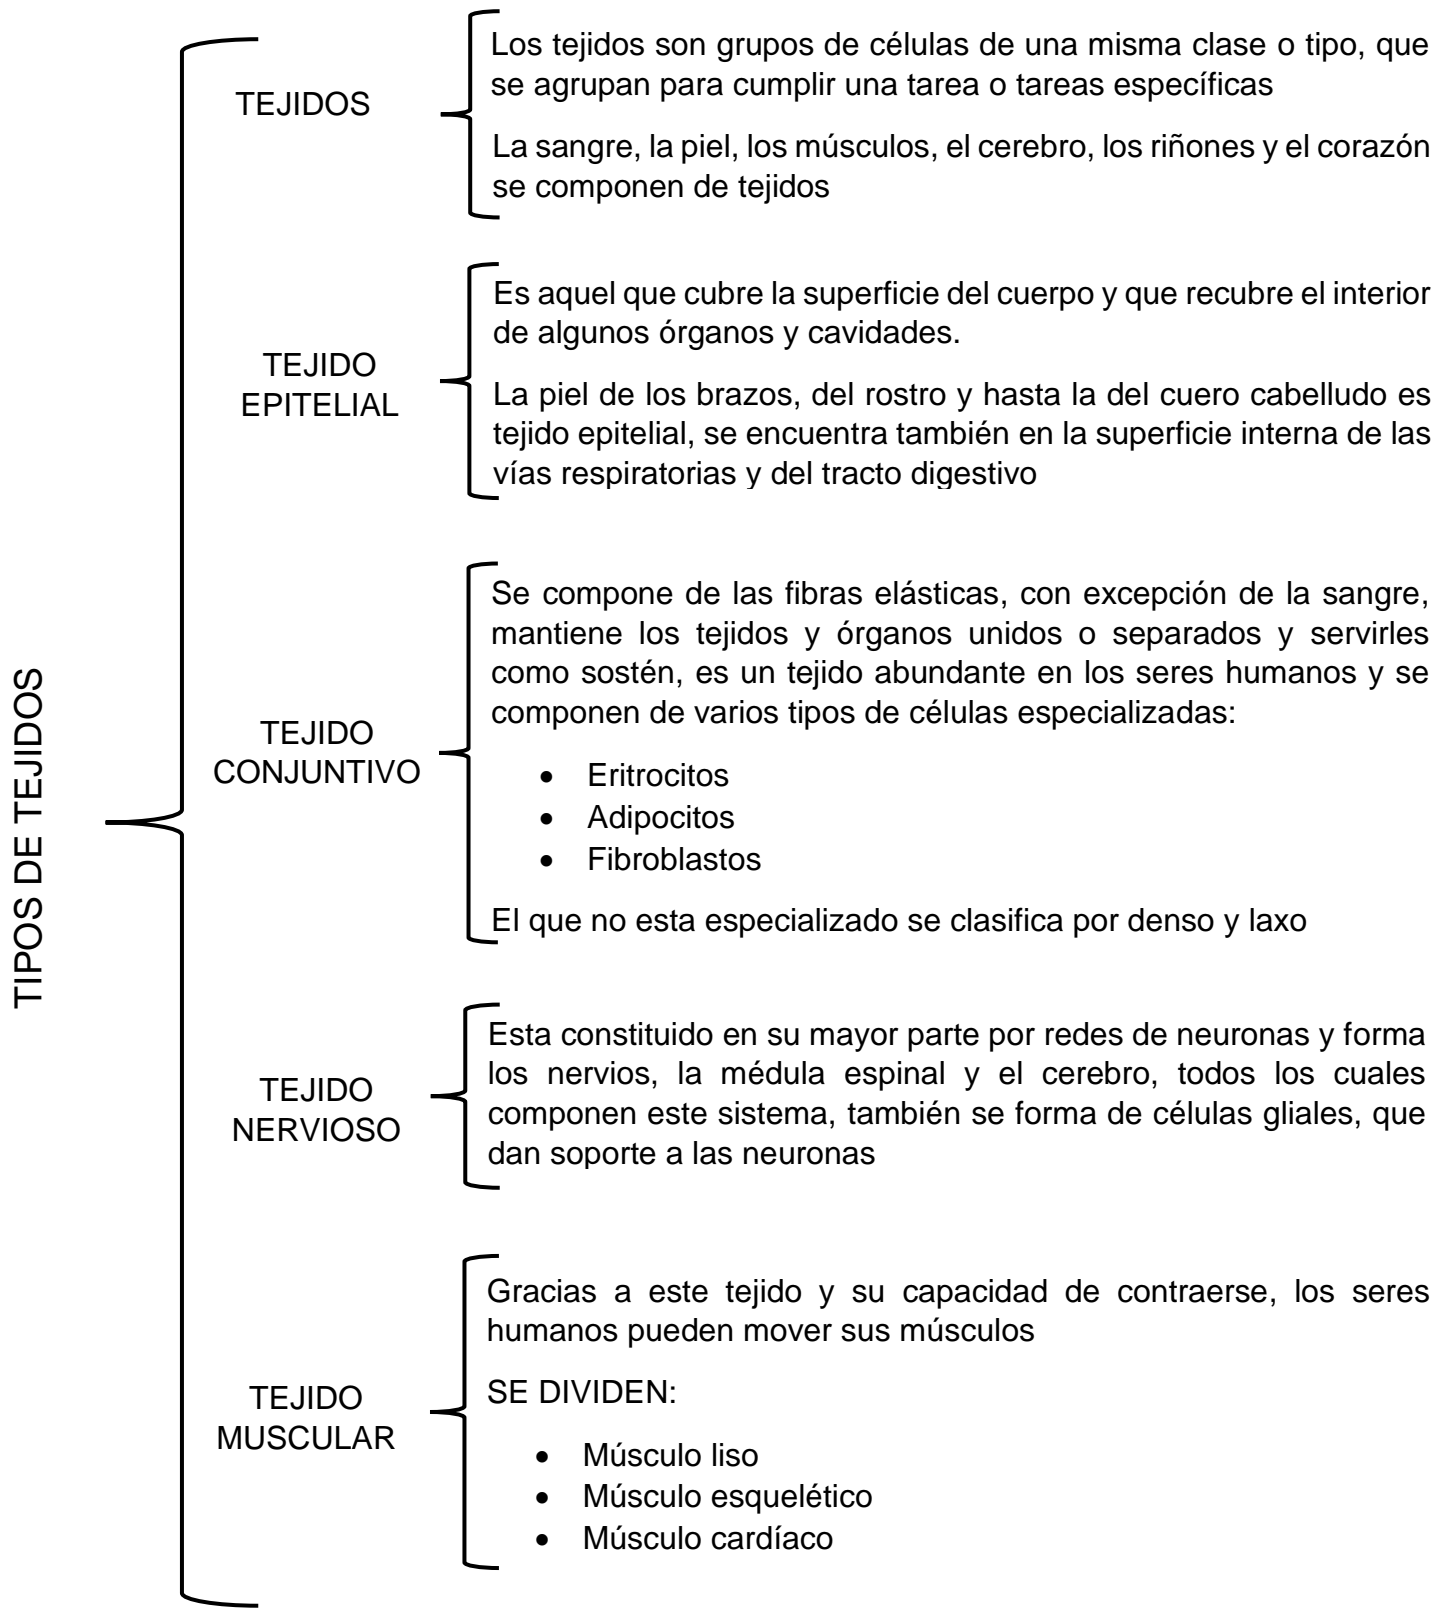 TIPOS DE TEJIDOS
TEJIDOS
Los tejidos son grupos de células de una misma clase o tipo, que
se agrupan para cumplir una tarea o tareas específicas
La sangre, la piel, los músculos, el cerebro, los riñones y el corazón
se componen de tejidos
TEJIDO
EPITELIAL
Es aquel que cubre la superficie del cuerpo y que recubre el interior
de algunos órganos y cavidades.
La piel de los brazos, del rostro y hasta la del cuero cabelludo es
tejido epitelial, se encuentra también en la superficie interna de las
vías respiratorias y del tracto digestivo
TEJIDO
CONJUNTIVO
Se compone de las fibras elásticas, con excepción de la sangre,
mantiene los tejidos y órganos unidos o separados y servirles
como sostén, es un tejido abundante en los seres humanos y se
componen de varios tipos de células especializadas:
• Eritrocitos
• Adipocitos
• Fibroblastos
El que no esta especializado se clasifica por denso y laxo
TEJIDO
NERVIOSO
Esta constituido en su mayor parte por redes de neuronas y forma
los nervios, la médula espinal y el cerebro, todos los cuales
componen este sistema, también se forma de células gliales, que
dan soporte a las neuronas
TEJIDO
MUSCULAR
Gracias a este tejido y su capacidad de contraerse, los seres
humanos pueden mover sus músculos
SE DIVIDEN:
• Músculo liso
• Músculo esquelético
• Músculo cardíaco